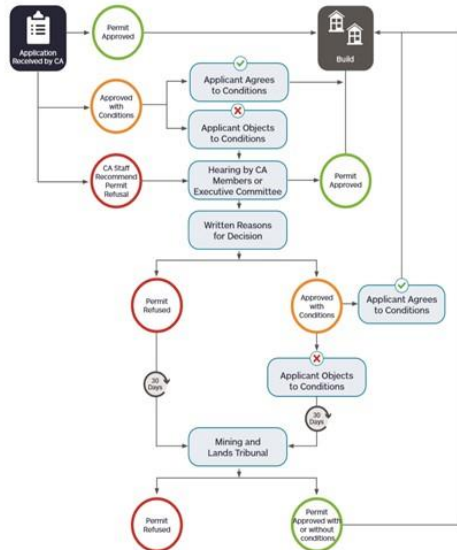 Application
Received by CA
Permit
Approved
Build
Approved
with
Conditions
Applicant Agrees
to Conditions
Applicant Objects
to Conditions
CA Staff
Recommend
Permit
Refusal
Hearing by CA
Members or
Executive Committee
Permit
Approved
Written Reasons
for Decision
Permit
Refused
Approved
with
Conditions
Applicant Agrees
to Conditions
Applicant Objects
to Conditions
30
Days
30
Days
Mining and
Lands Tribunal
Permit
Refused
Permit
Approved with
or without
conditions